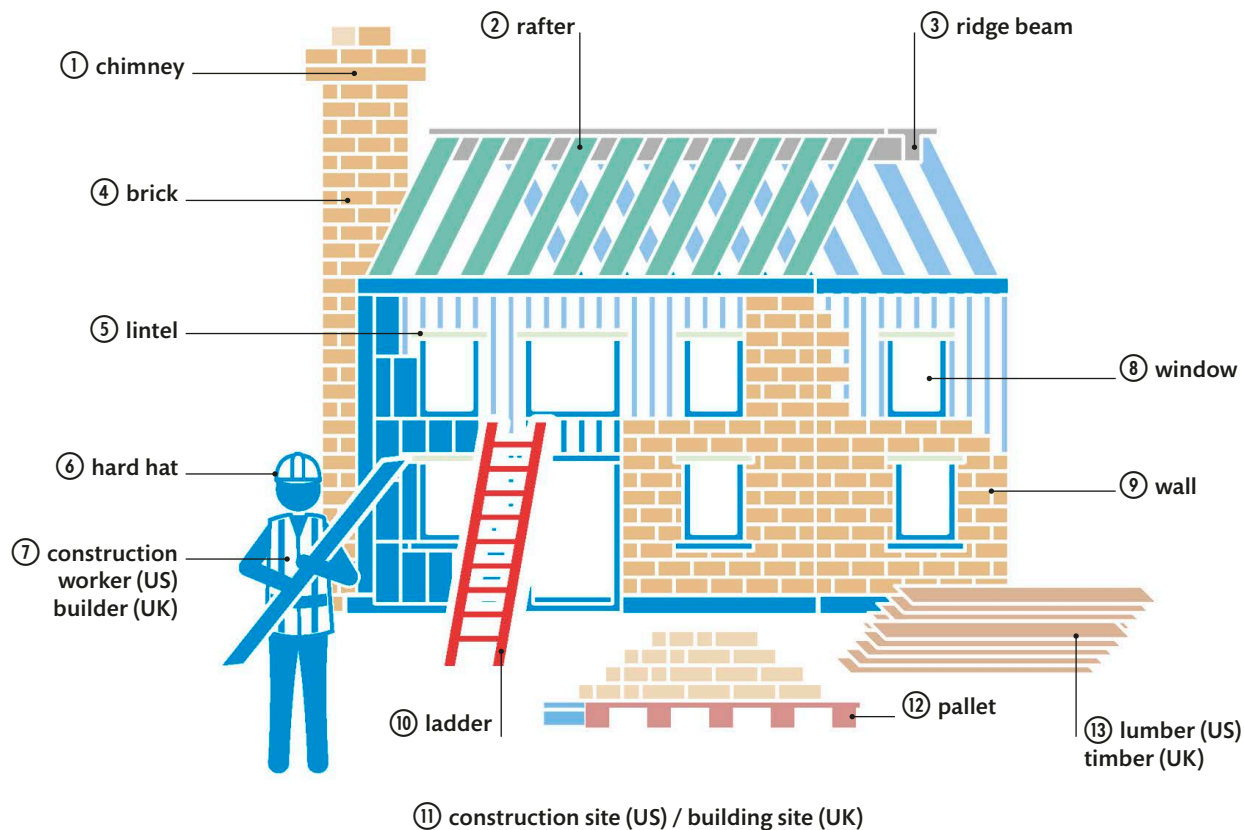 ① chimney
② rafter
③ ridge beam
④ brick
⑤ lintel
⑥ hard hat
⑦ construction
worker (US)
builder (UK)
⑧ window
⑨ wall
⑩ ladder
⑫ pallet
⑬ lumber (US)
timber (UK)
⑪ construction site (US) / building site (UK)